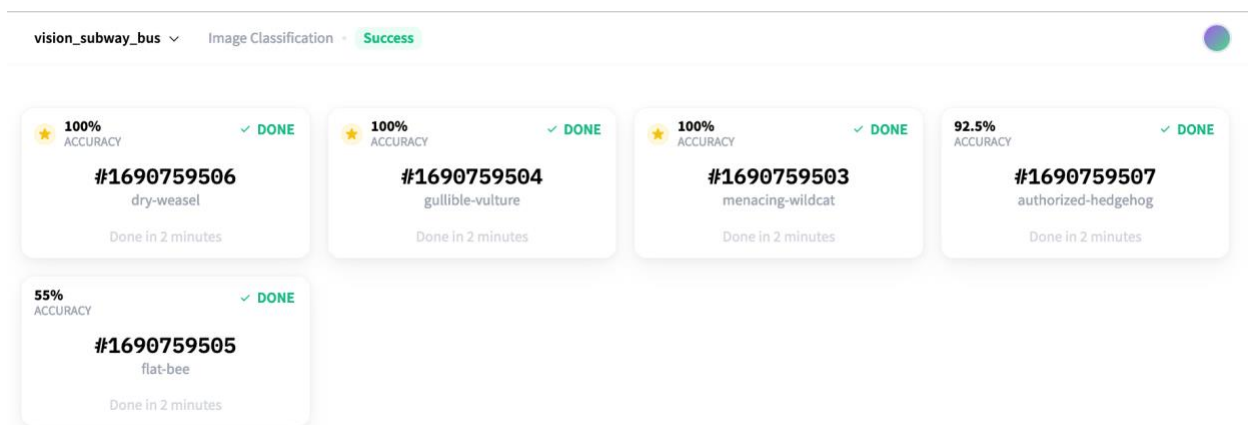 vision_subway_bus Image Classification Success
100%
ACCURACY
DONE
#1690759506
dry-weasel
Done in 2 minutes
100%
ACCURACY
DONE
#1690759504
gullible-vulture
Done in 2 minutes
100%
ACCURACY
DONE
#1690759503
menacing-wildcat
Done in 2 minutes
92.5%
ACCURACY
DONE
#1690759507
authorized-hedgehog
Done in 2 minutes
55%
ACCURACY
DONE
#1690759505
flat-bee
Done in 2 minutes